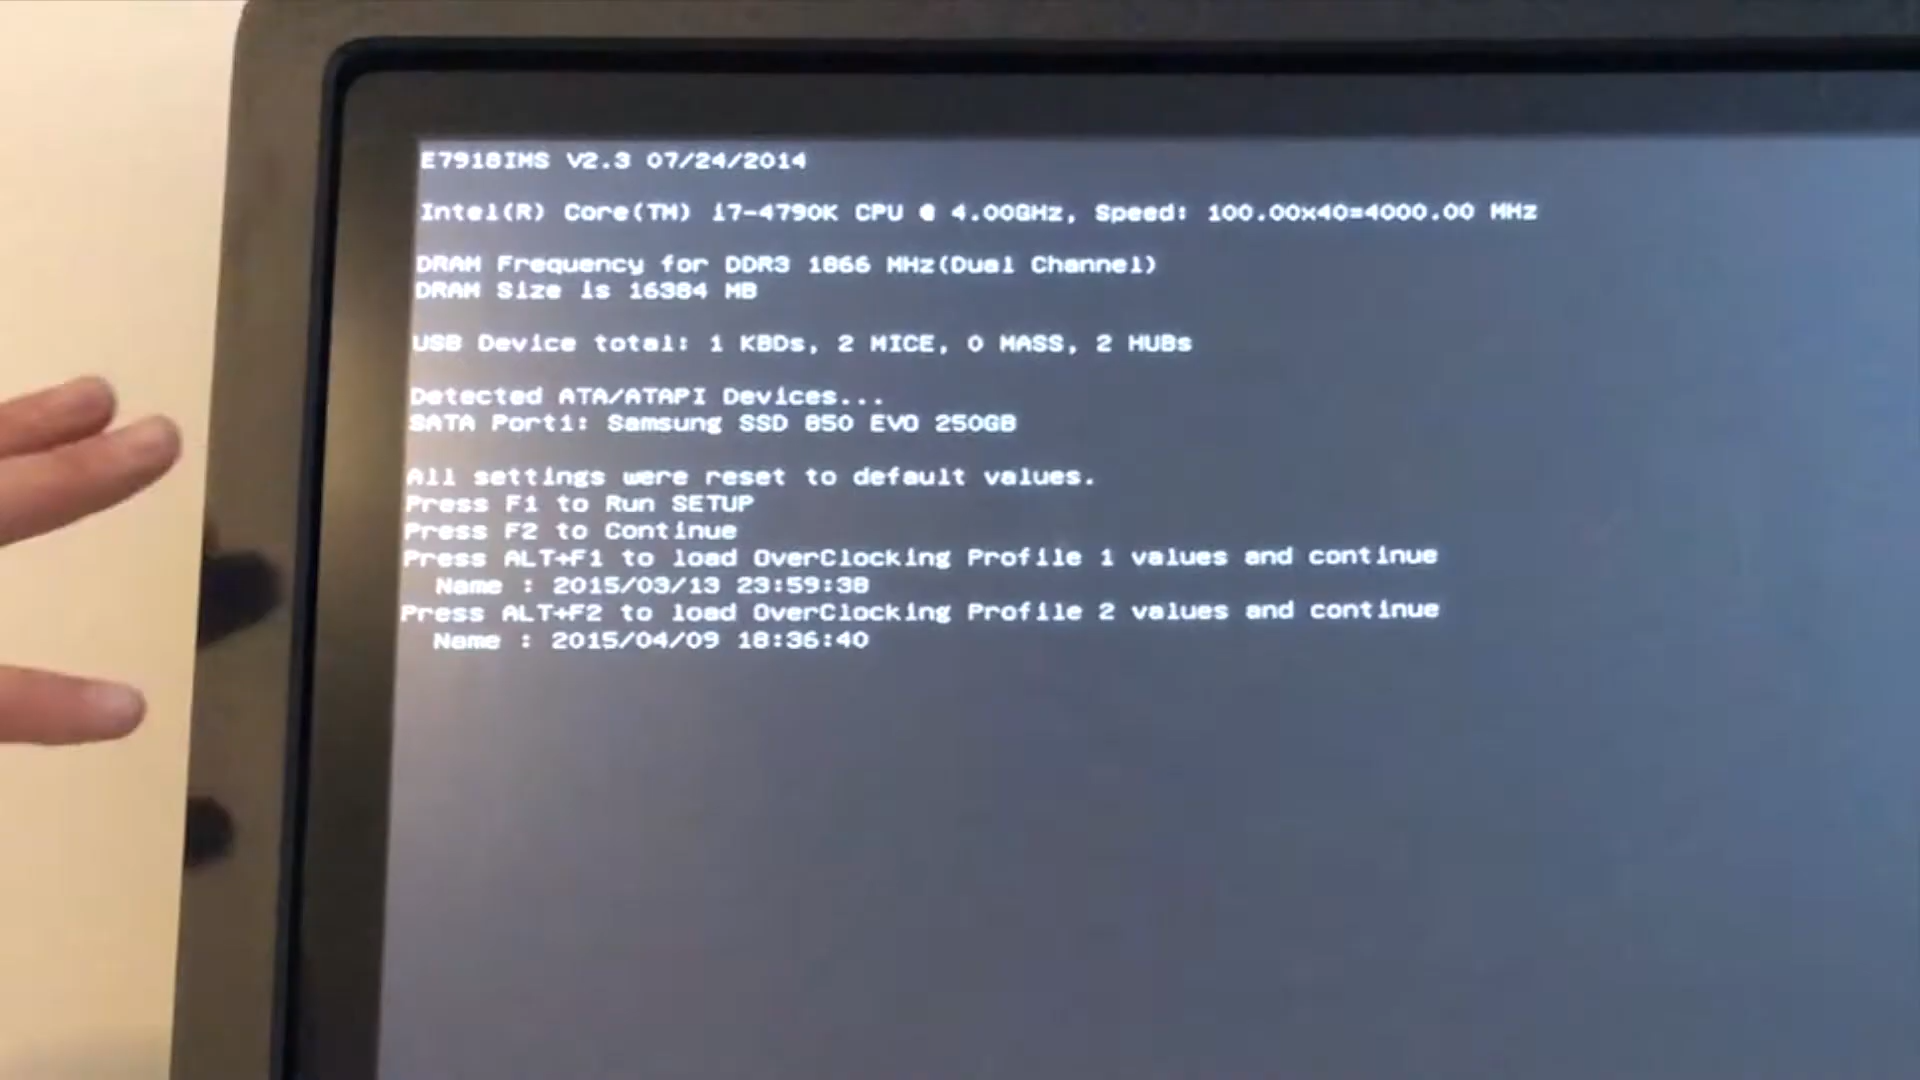 E7918IMS V2.3 07/24/2014
Intel(R) Core(TM) i7-4790K CPU @ 4.00GHz, Speed: 100.00x40=4000.00 MHz
DRAM Frequency for DDR3 1866 MHz(Dual Channel)
DRAM Size is 16384 MB
USB Device total: 1 KBDs, 2 MICE, 0 MASS, 2 HUBs
Detected ATA/ATAPI Devices...
SATA Port1: Samsung SSD 850 EVO 250GB
All settings were reset to default values.
Press F1 to Run SETUP
Press F2 to Continue
Press ALT+F1 to load OverClocking Profile 1 values and continue
Name : 2015/03/13 23:59:38
Press ALT+F2 to load OverClocking Profile 2 values and continue
Name : 2015/04/09 18:36:40